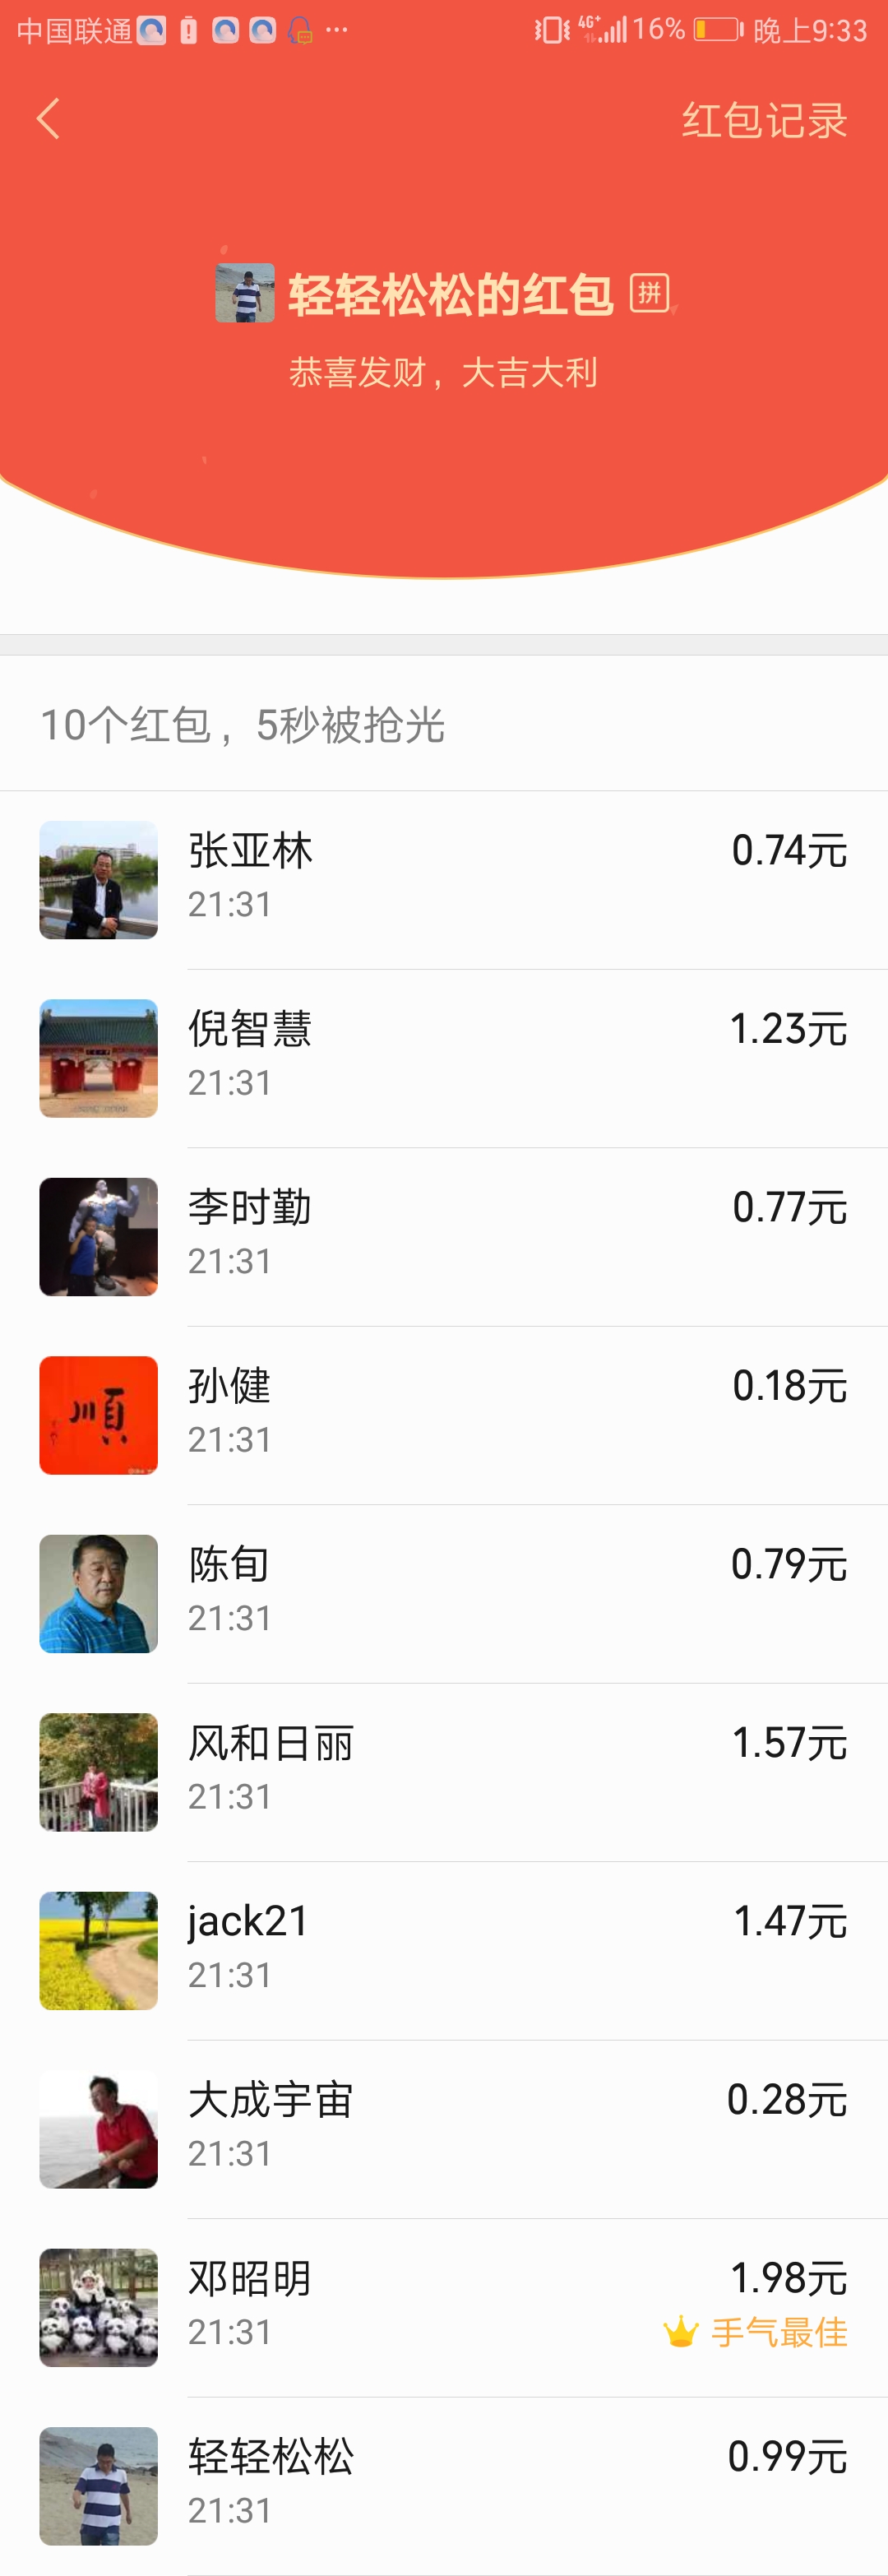 中国联通 4G+ 16% 晚上9:33
红包记录
轻轻松松的红包 拼
恭喜发财，大吉大利
10个红包，5秒被抢光
张亚林 0.74元
21:31
倪智慧 1.23元
21:31
李时勤 0.77元
21:31
順
孙健 0.18元
21:31
陈旬 0.79元
21:31
风和日丽 1.57元
21:31
jack21 1.47元
21:31
大成宇宙 0.28元
21:31
邓昭明 1.98元
21:31 手气最佳
轻轻松松 0.99元
21:31